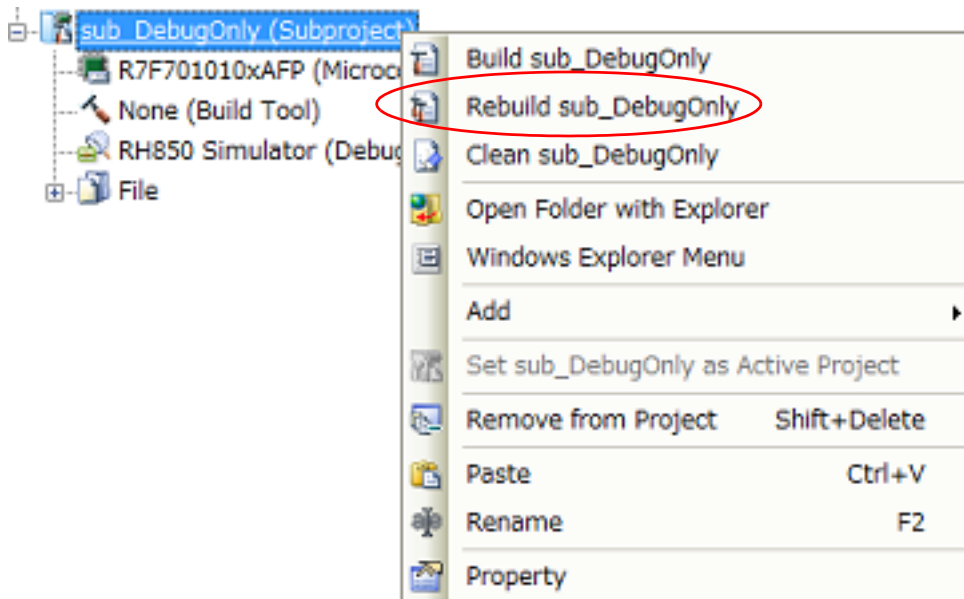 sub_DebugOnly (Subproject)
R7F701010xAFP (Microc
None (Build Tool)
RH850 Simulator (Debug
File
Build sub_DebugOnly
Rebuild sub_DebugOnly
Clean sub_DebugOnly
Open Folder with Explorer
Windows Explorer Menu
Add
Set sub_DebugOnly as Active Project
Remove from Project Shift+Delete
Paste Ctrl+V
Rename F2
Property